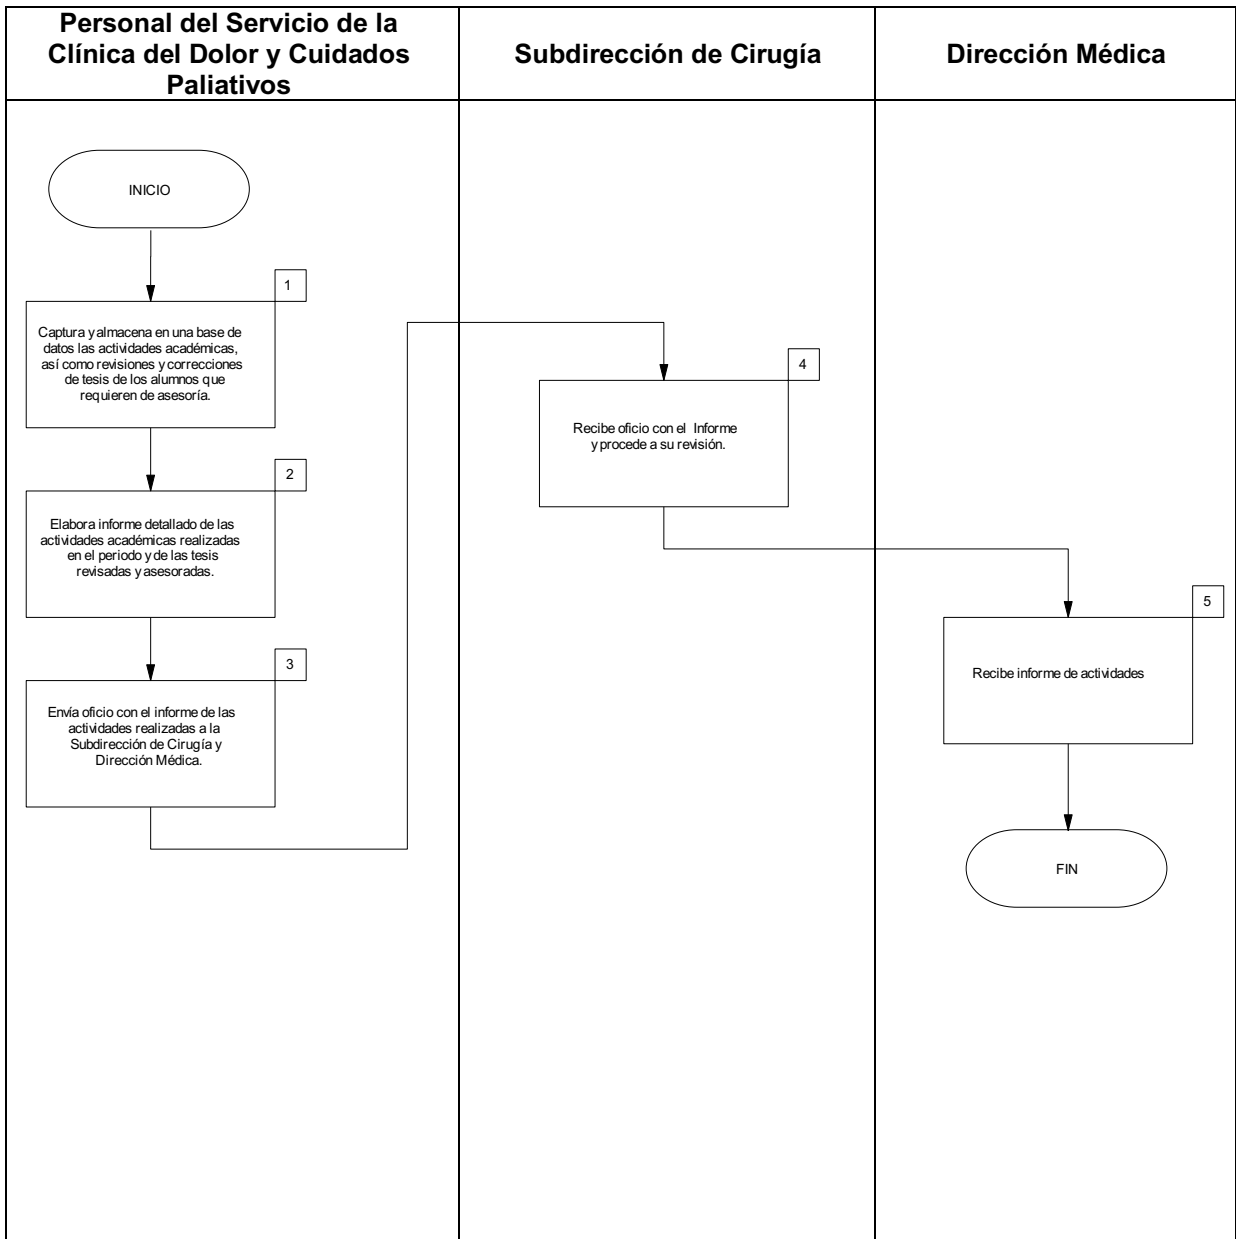 Personal del Servicio de la
Clínica del Dolor y Cuidados
Paliativos
Subdirección de Cirugía
Dirección Médica
INICIO
1
Captura y almacena en una base de
datos las actividades académicas,
así como revisiones y correcciones
de tesis de los alumnos que
requieren de asesoría.
2
Elabora informe detallado de las
actividades académicas realizadas
en el periodo y de las tesis
revisadas y asesoradas.
3
Envía oficio con el informe de las
actividades realizadas a la
Subdirección de Cirugía y
Dirección Médica.
4
Recibe oficio con el Informe
y procede a su revisión.
5
Recibe informe de actividades
FIN